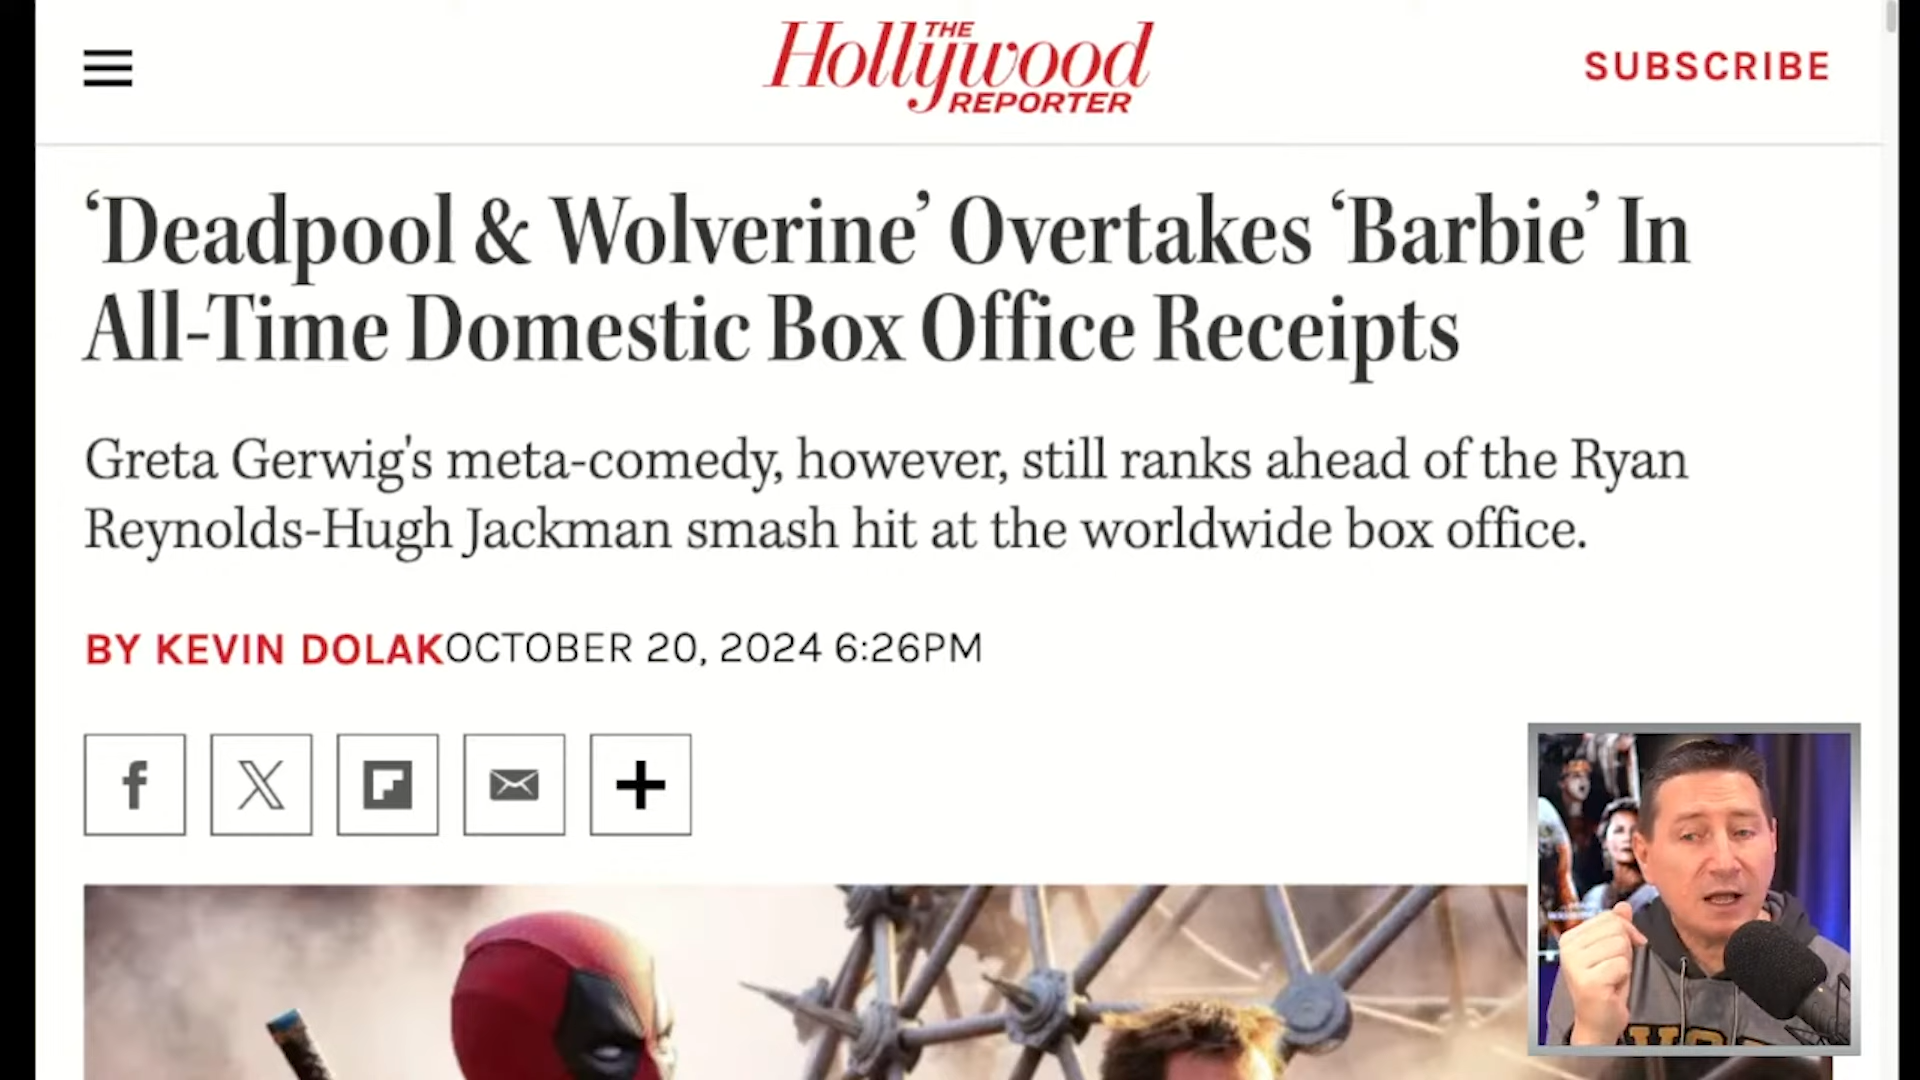 THE
Hollywood
REPORTER
SUBSCRIBE
‘Deadpool & Wolverine’ Overtakes ‘Barbie’ In
All-Time Domestic Box Office Receipts
Greta Gerwig's meta-comedy, however, still ranks ahead of the Ryan
Reynolds-Hugh Jackman smash hit at the worldwide box office.
BY KEVIN DOLAKOCTOBER 20, 2024 6:26PM